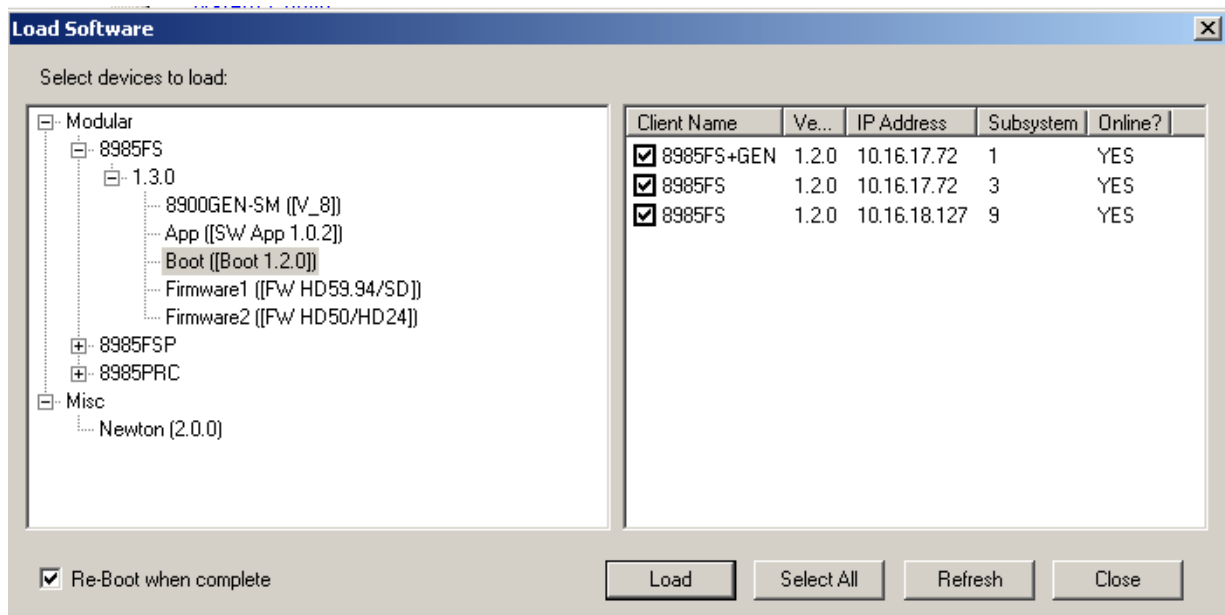 Load Software
Select devices to load:
Modular
8985FS
1.3.0
8900GEN-SM ([V_8])
App ([SW App 1.0.2])
Boot ([Boot 1.2.0])
Firmware1 ([FW HD59.94/SD])
Firmware2 ([FW HD50/HD24])
8985FSP
8985PRC
Misc
Newton (2.0.0)
Client Name Ve... IP Address Subsystem Online?
8985FS+GEN 1.2.0 10.16.17.72 1 YES
8985FS 1.2.0 10.16.17.72 3 YES
8985FS 1.2.0 10.16.18.127 9 YES
Re-Boot when complete
Load Select All Refresh Close